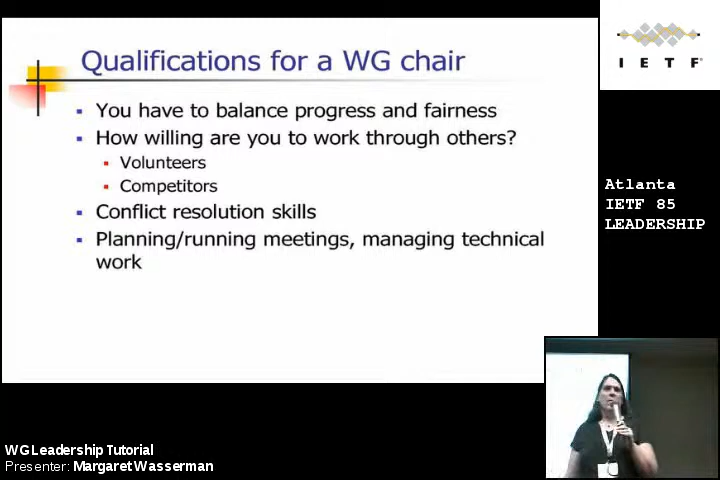 Qualifications for a WG chair
You have to balance progress and fairness
How willing are you to work through others?
Volunteers
Competitors
Conflict resolution skills
Planning/running meetings, managing technical
work
I E T F®
Atlanta
IETF 85
LEADERSHIP
WG Leadership Tutorial
Presenter: Margaret Wasserman